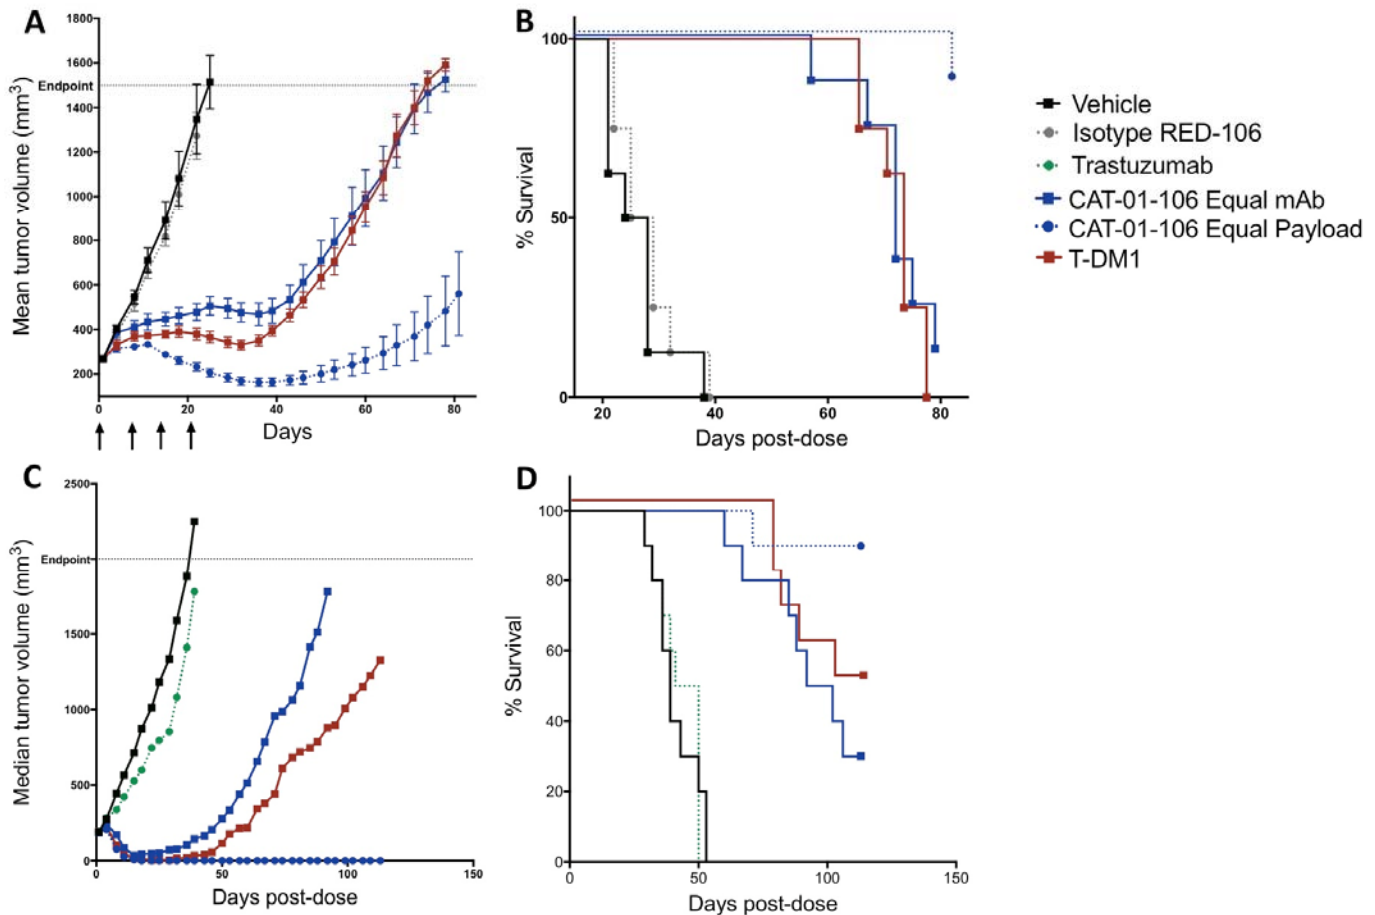 A
Mean tumor volume (mm3)
1800
1600
Endpoint
1400
1200
1000
800
600
400
200
0
20
40
60
80
Days
B
% Survival
100
50
0
20
40
60
80
Days post-dose
Vehicle
Isotype RED-106
Trastuzumab
CAT-01-106 Equal mAb
CAT-01-106 Equal Payload
T-DM1
C
Median tumor volume (mm3)
2500
Endpoint
1500
1000
500
0
0
50
100
150
Days post-dose
D
% Survival
100
80
60
40
20
0
0
50
100
150
Days post-dose